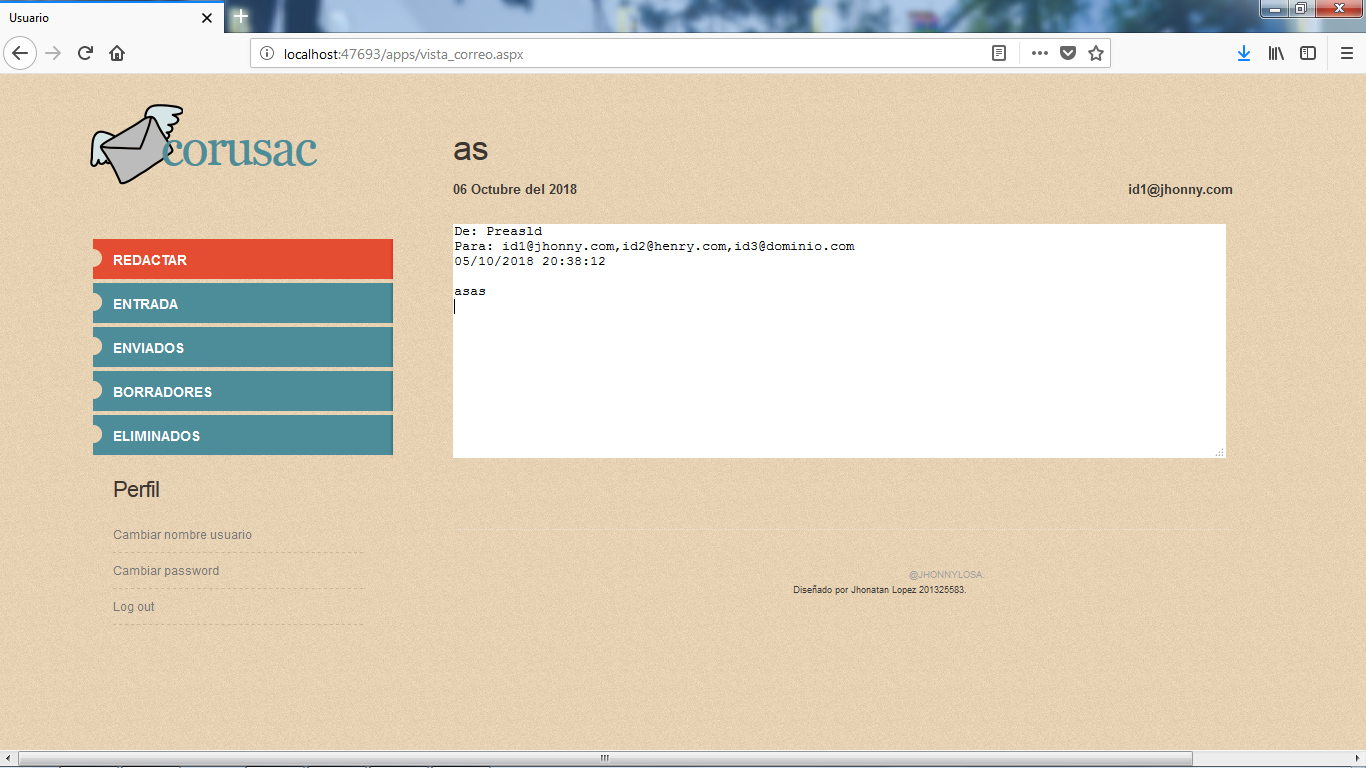 Usuario
localhost:47693/apps/vista_correo.aspx
corusac
as
06 Octubre del 2018
id1@jhonny.com
De: Preasld
Para: id1@jhonny.com,id2@henry.com,id3@dominio.com
05/10/2018 20:38:12
asas
REDACTAR
ENTRADA
ENVIADOS
BORRADORES
ELIMINADOS
Perfil
Cambiar nombre usuario
Cambiar password
Log out
@JHONNYLOSA.
Diseñado por Jhonatan Lopez 201325583.